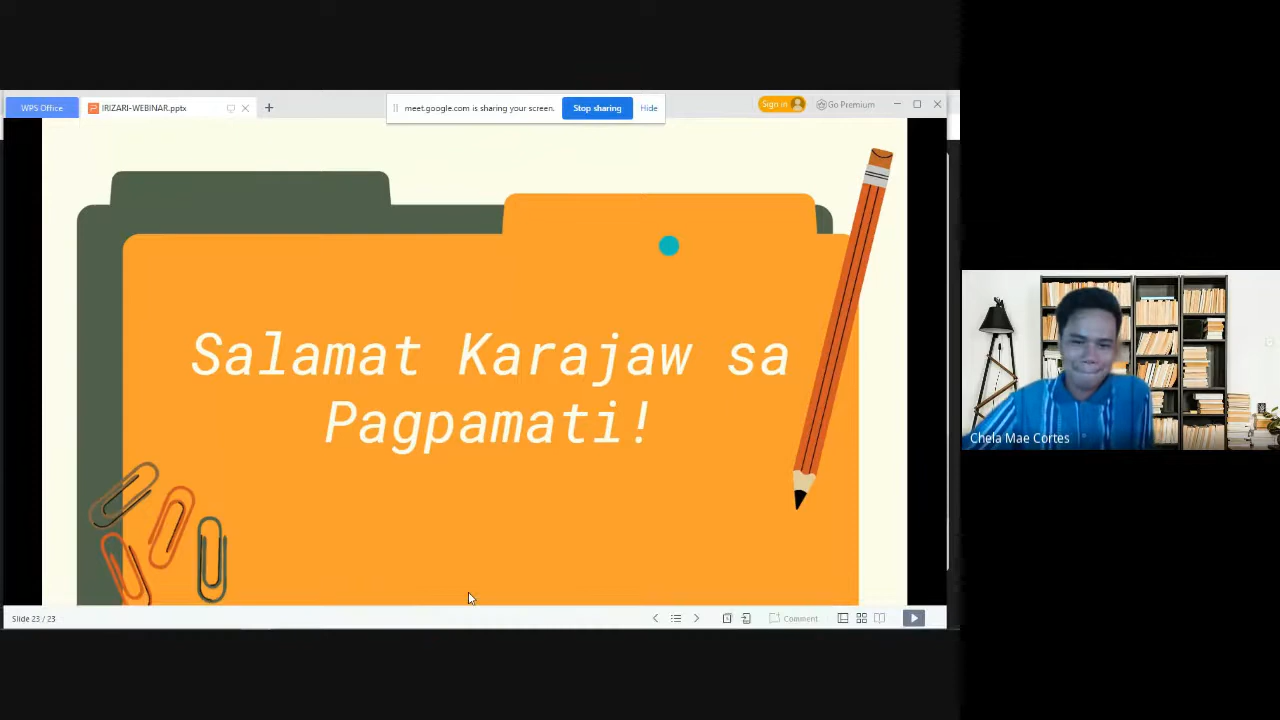 WPS Office
IRIZARI-WEBINAR.pptx
meet.google.com is sharing your screen.
Stop sharing
Hide
Sign in
Go Premium
Salamat Karajaw sa
Pagpamati!
Chela Mae Cortes
Slide 23 / 23
Comment